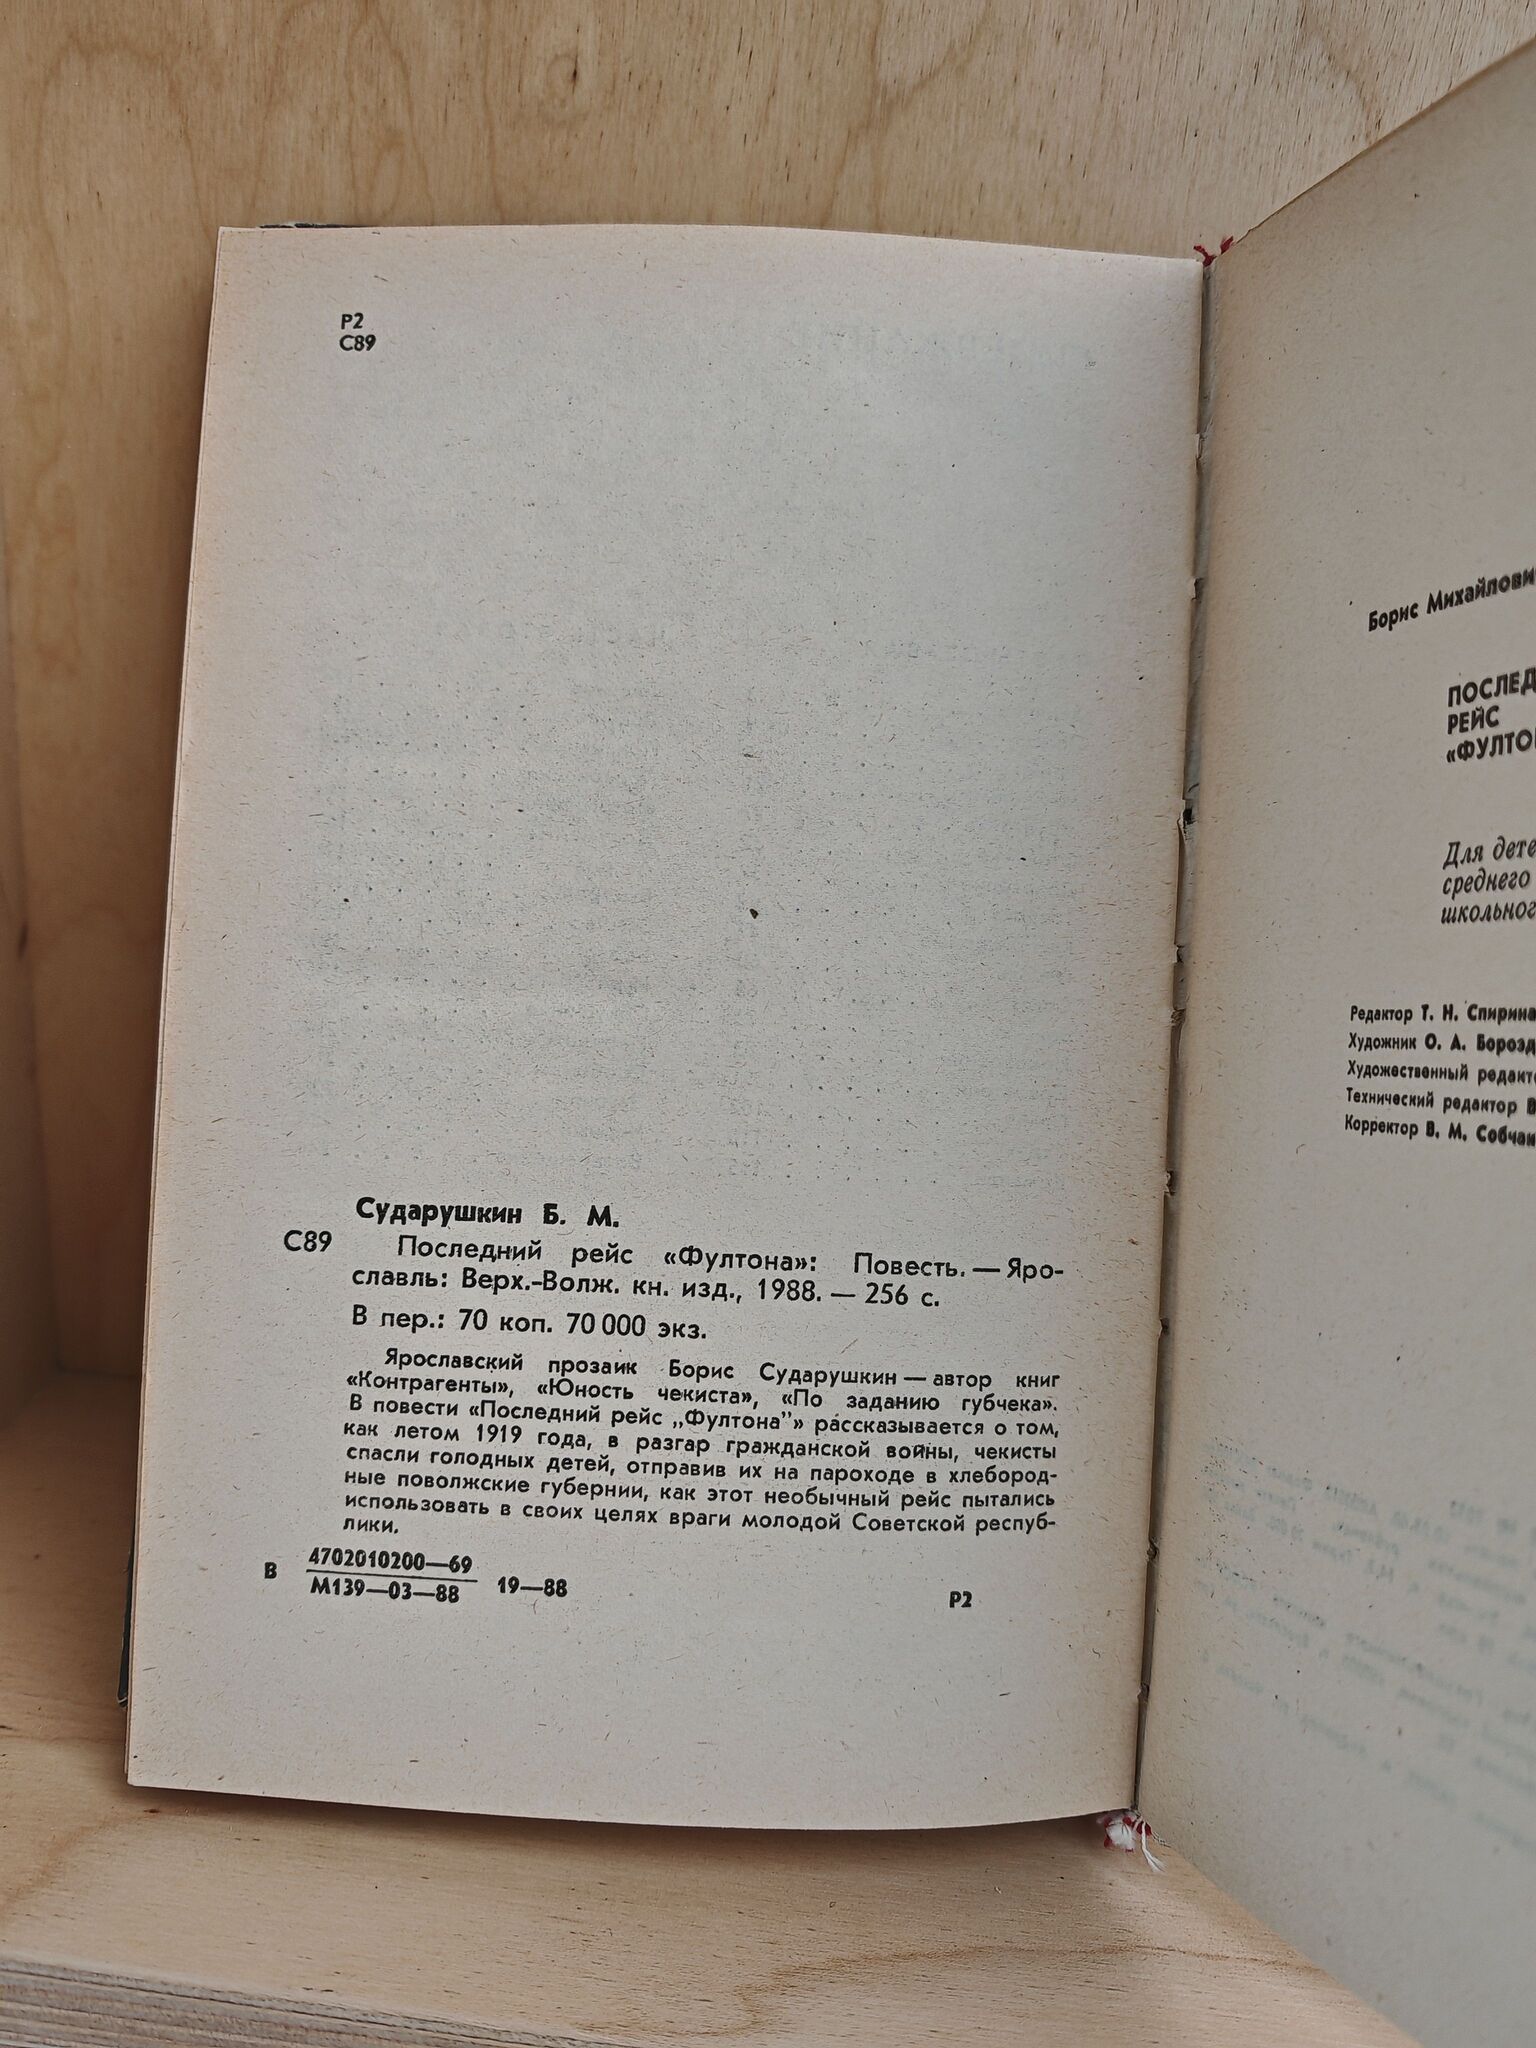 Р2
С89
Сударушкин Б. М.
С89 Последний рейс «Фултона»: Повесть. — Яро-
славль: Верх.-Волж. кн. изд., 1988. — 256 с.
В пер.: 70 коп. 70 000 экз.
Ярославский прозаик Борис Сударушкин — автор книг
«Контрагенты», «Юность чекиста», «По заданию губчека».
В повести «Последний рейс „Фултона"» рассказывается о том,
как летом 1919 года, в разгар гражданской войны, чекисты
спасли голодных детей, отправив их на пароходе в хлебород-
ные поволжские губернии, как этот необычный рейс пытались
использовать в своих целях враги молодой Советской респуб-
лики.
В 4702010200—69
М139—03—88 19—88 Р2
Борис Михайлови
ПОСЛЕД
РЕЙС
«ФУЛТО
Для дете
среднего
школьног
Редактор Т. Н. Спирина
Художник О. А. Борозд
Художественный редакто
Технический редактор В
Корректор В. М. Собчаи